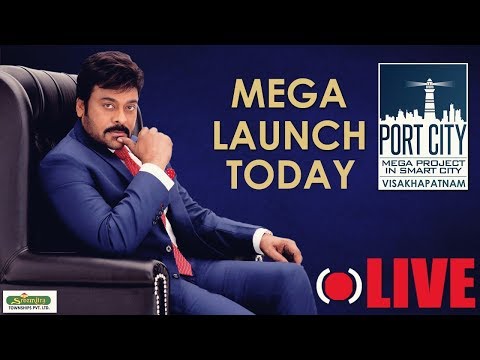 MEGA
LAUNCH
TODAY
PORT CITY
MEGA PROJECT
IN SMART CITY
VISAKHAPATNAM
LIVE
TOWNSHIPS PVT. LTD.